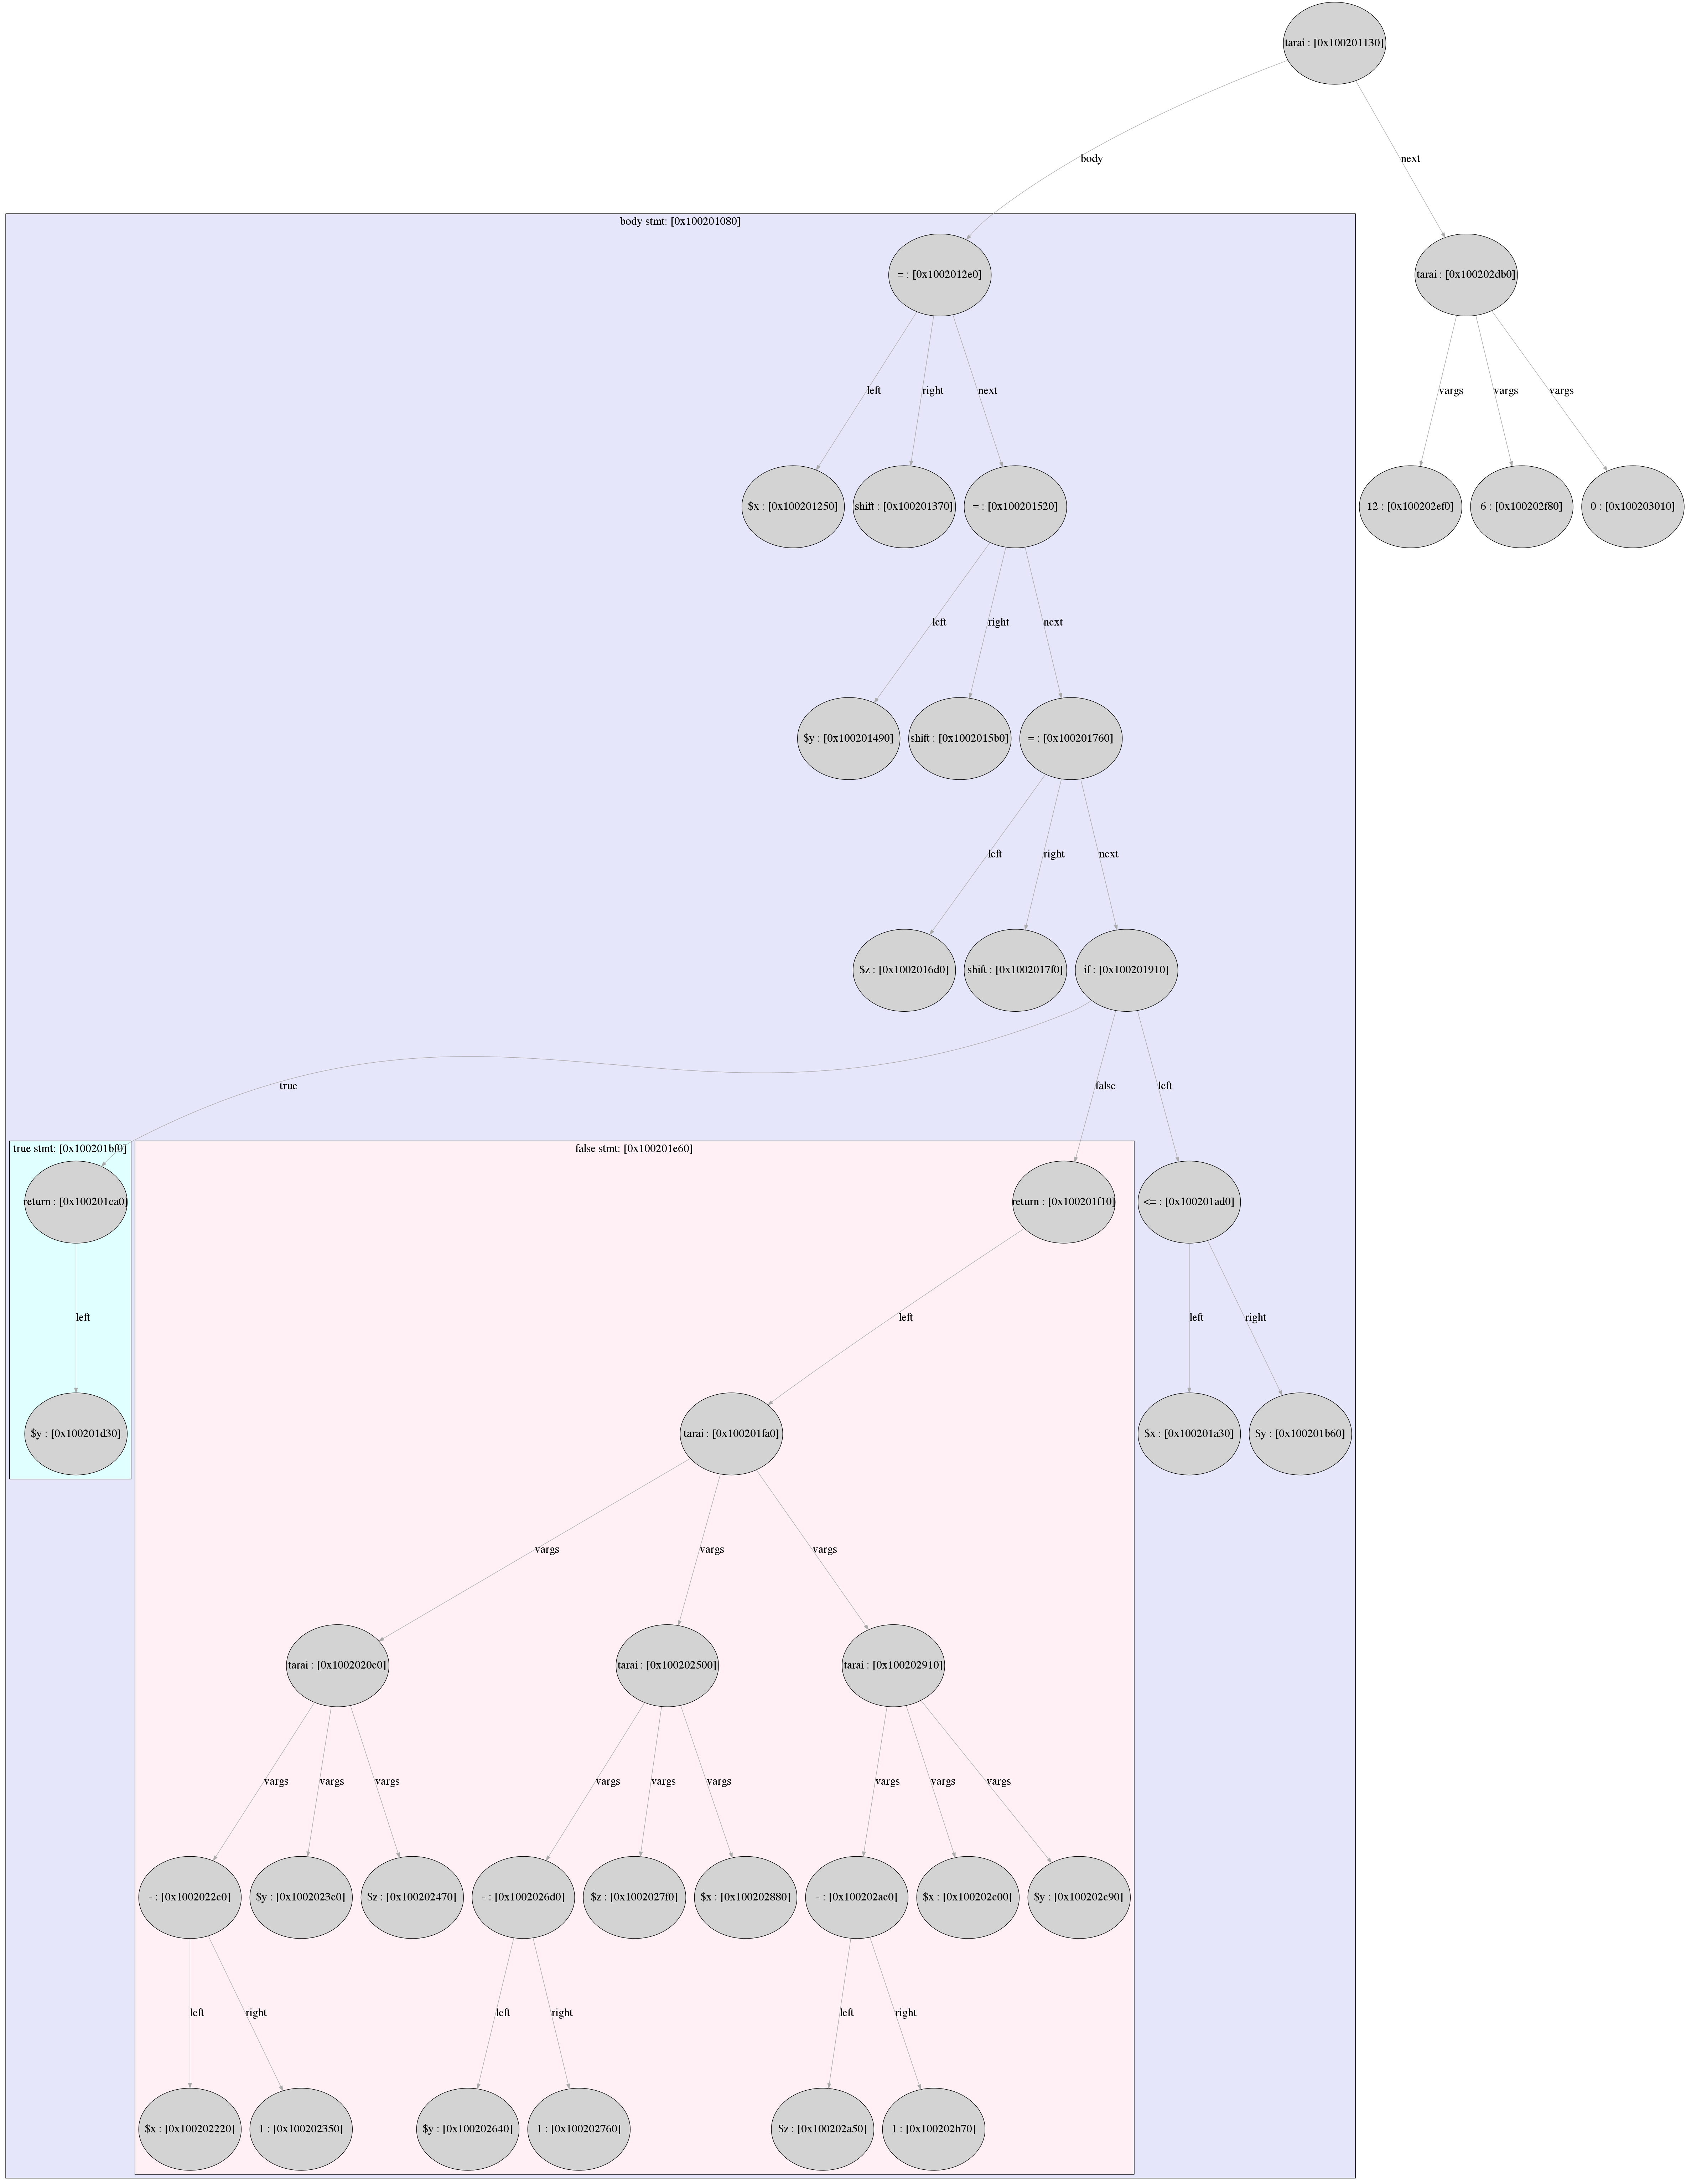 tarai : [0x100201130]
body
next
body stmt: [0x100201080]
= : [0x1002012e0]
tarai : [0x100202db0]
left
right
next
vargs
vargs
vargs
$x : [0x100201250]
shift : [0x100201370]
= : [0x100201520]
12 : [0x100202ef0]
6 : [0x100202f80]
0 : [0x100203010]
left
right
next
$y : [0x100201490]
shift : [0x1002015b0]
= : [0x100201760]
left
right
next
$z : [0x1002016d0]
shift : [0x1002017f0]
if : [0x100201910]
true
false
left
true stmt: [0x100201bf0]
false stmt: [0x100201e60]
return : [0x100201ca0]
return : [0x100201f10]
<= : [0x100201ad0]
left
left
left
right
$y : [0x100201d30]
tarai : [0x100201fa0]
$x : [0x100201a30]
$y : [0x100201b60]
vargs
vargs
vargs
tarai : [0x1002020e0]
tarai : [0x100202500]
tarai : [0x100202910]
vargs
vargs
vargs
vargs
vargs
vargs
vargs
vargs
vargs
- : [0x1002022c0]
$y : [0x1002023e0]
$z : [0x100202470]
- : [0x1002026d0]
$z : [0x1002027f0]
$x : [0x100202880]
- : [0x100202ae0]
$x : [0x100202c00]
$y : [0x100202c90]
left
right
left
right
left
right
$x : [0x100202220]
1 : [0x100202350]
$y : [0x100202640]
1 : [0x100202760]
$z : [0x100202a50]
1 : [0x100202b70]